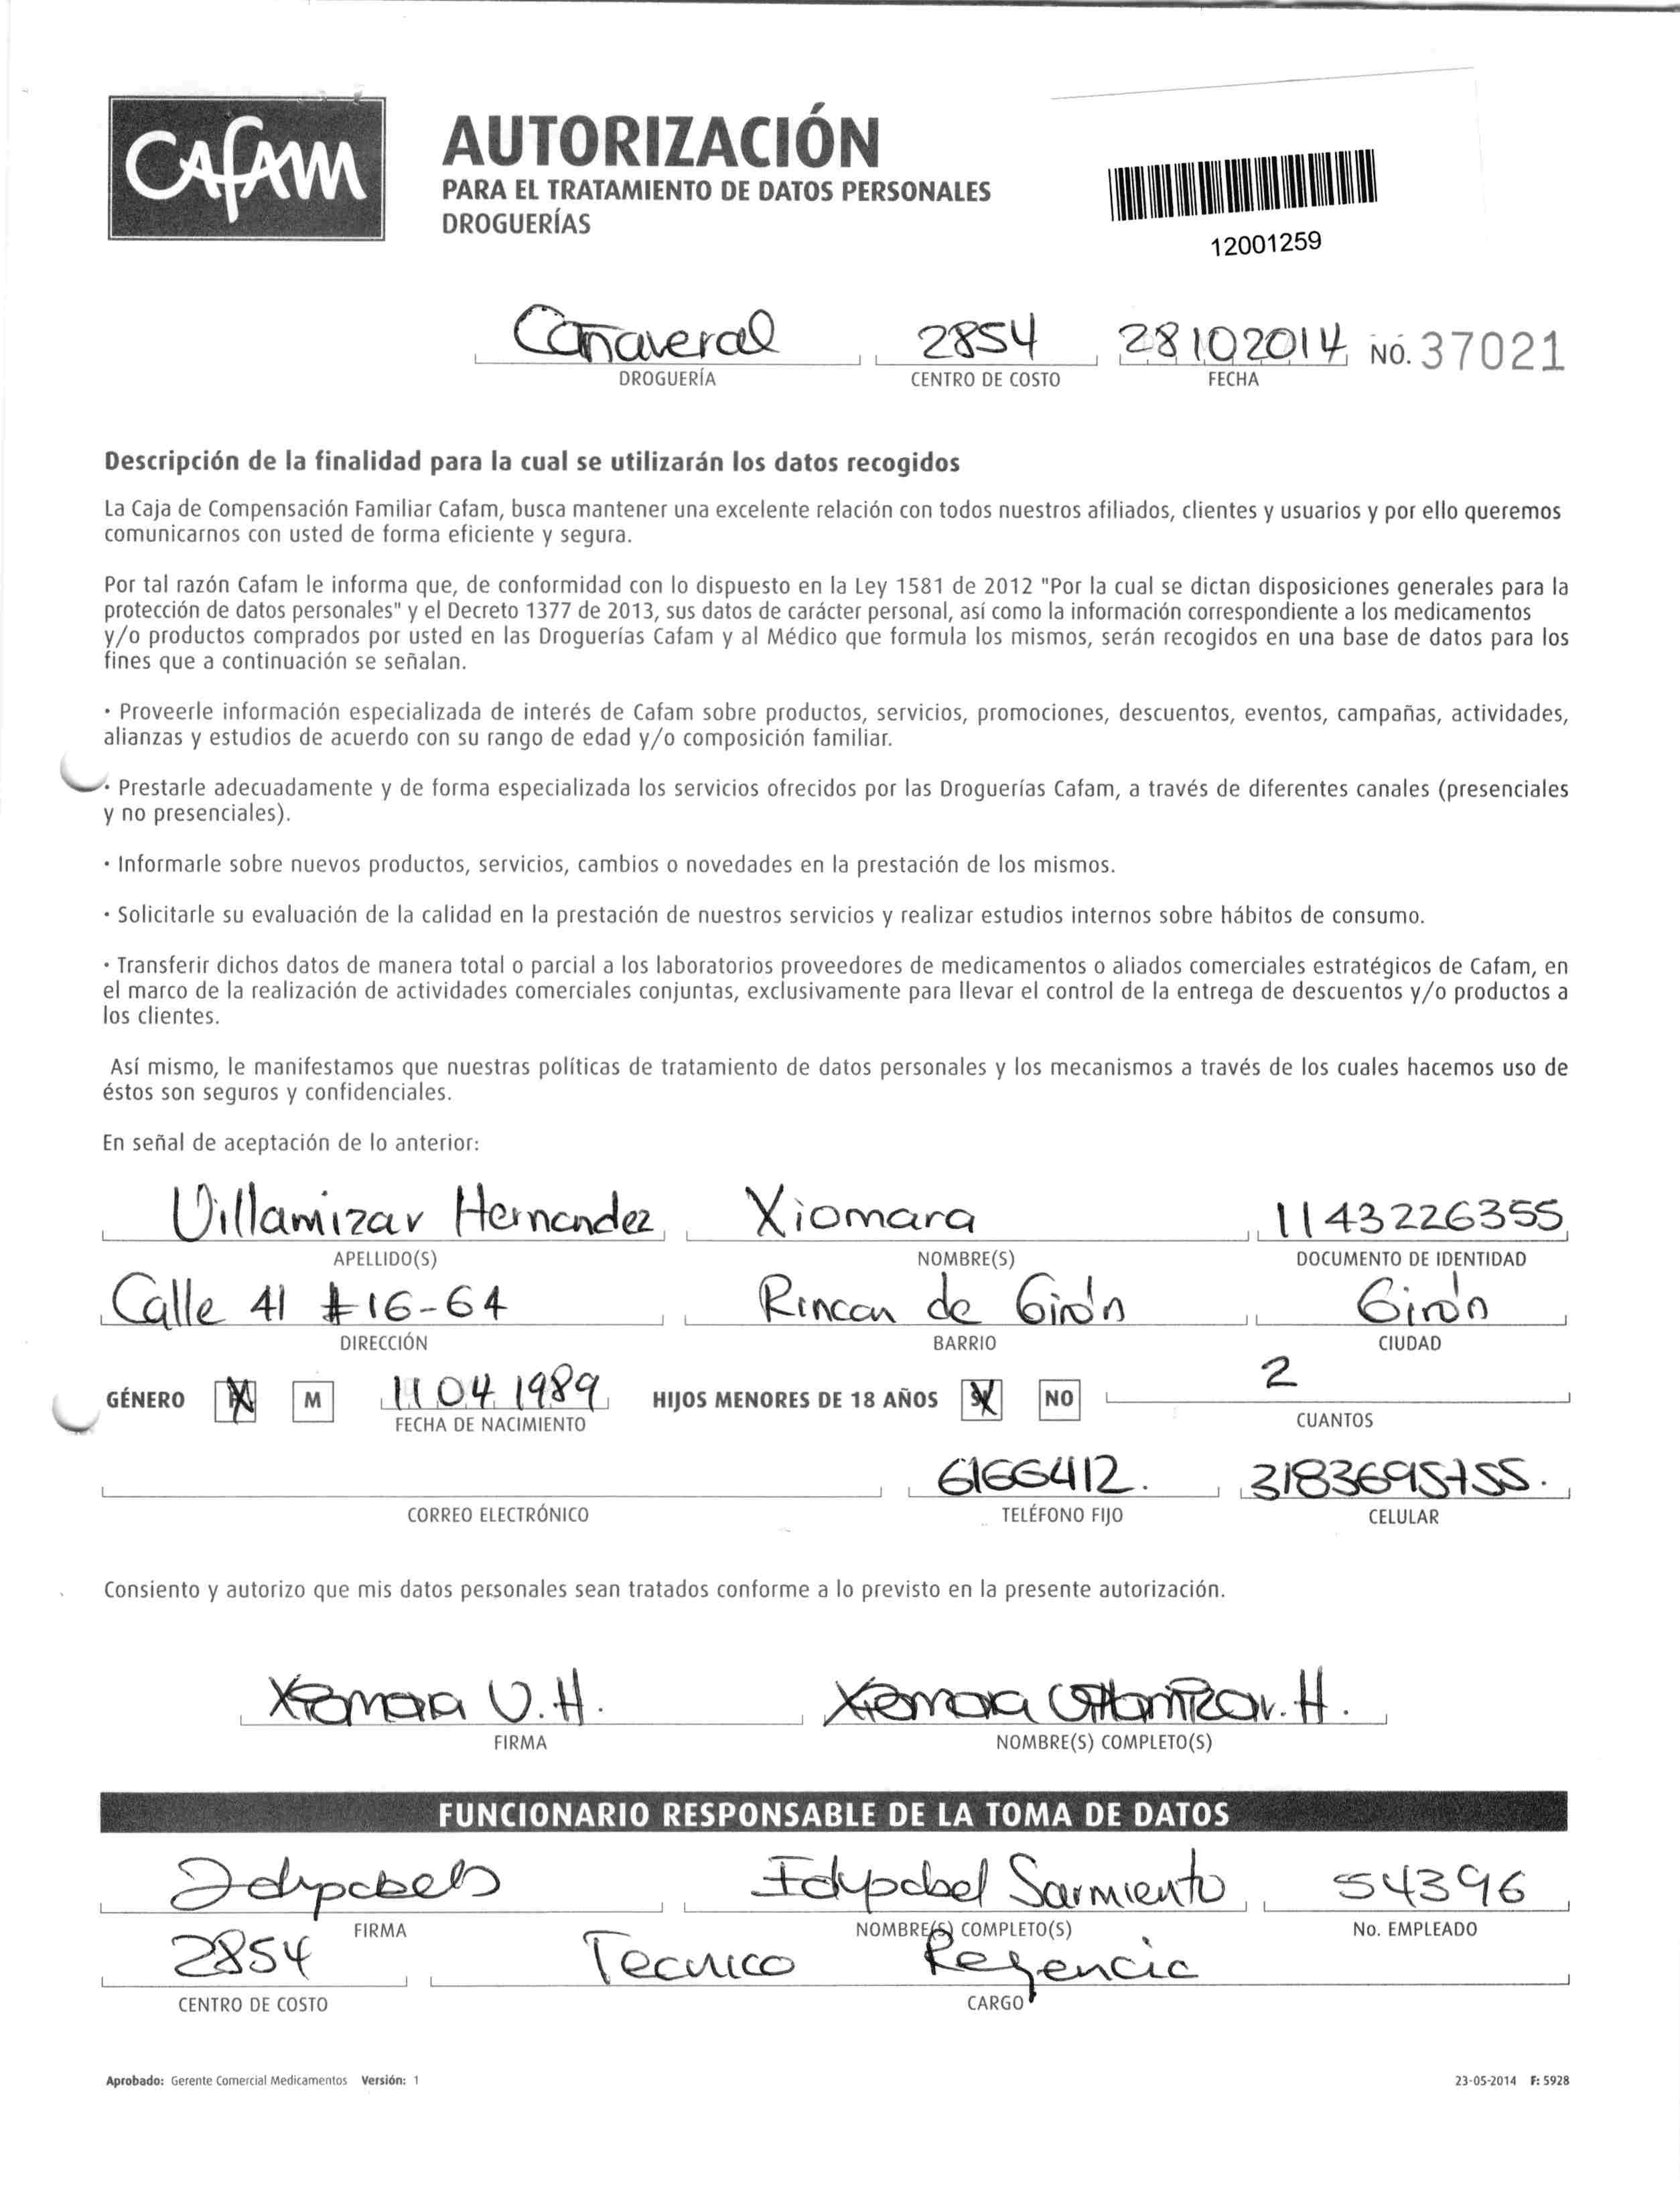 CAfAM
AUTORIZACIÓN
PARA EL TRATAMIENTO DE DATOS PERSONALES
DROGUERÍAS
12001259
Cañaveral 2854 28102014 NO. 37021
DROGUERÍA CENTRO DE COSTO FECHA
Descripción de la finalidad para la cual se utilizarán los datos recogidos
La Caja de Compensación Familiar Cafam, busca mantener una excelente relación con todos nuestros afiliados, clientes y usuarios y por ello queremos
comunicarnos con usted de forma eficiente y segura.
Por tal razón Cafam le informa que, de conformidad con lo dispuesto en la Ley 1581 de 2012 "Por la cual se dictan disposiciones generales para la
protección de datos personales" y el Decreto 1377 de 2013, sus datos de carácter personal, así como la información correspondiente a los medicamentos
y/o productos comprados por usted en las Droguerías Cafam y al Médico que formula los mismos, serán recogidos en una base de datos para los
fines que a continuación se señalan.
· Proveerle información especializada de interés de Cafam sobre productos, servicios, promociones, descuentos, eventos, campañas, actividades,
alianzas y estudios de acuerdo con su rango de edad y/o composición familiar.
· Prestarle adecuadamente y de forma especializada los servicios ofrecidos por las Droguerías Cafam, a través de diferentes canales (presenciales
y no presenciales).
· Informarle sobre nuevos productos, servicios, cambios o novedades en la prestación de los mismos.
· Solicitarle su evaluación de la calidad en la prestación de nuestros servicios y realizar estudios internos sobre hábitos de consumo.
· Transferir dichos datos de manera total o parcial a los laboratorios proveedores de medicamentos o aliados comerciales estratégicos de Cafam, en
el marco de la realización de actividades comerciales conjuntas, exclusivamente para llevar el control de la entrega de descuentos y/o productos a
los clientes.
Así mismo, le manifestamos que nuestras políticas de tratamiento de datos personales y los mecanismos a través de los cuales hacemos uso de
éstos son seguros y confidenciales.
En señal de aceptación de lo anterior:
Villamizar Hernandez Xiomara 1143226355
APELLIDO(S) NOMBRE(S) DOCUMENTO DE IDENTIDAD
Calle 41 #16-64 Rincon de Girón Girón
DIRECCIÓN BARRIO CIUDAD
GÉNERO F M 11041989 HIJOS MENORES DE 18 AÑOS SI NO 2
FECHA DE NACIMIENTO CUANTOS
6166412. 3183695755.
CORREO ELECTRÓNICO TELÉFONO FIJO CELULAR
Consiento y autorizo que mis datos personales sean tratados conforme a lo previsto en la presente autorización.
Xiomara V.H. Xiomara Villamizar.H.
FIRMA NOMBRE(S) COMPLETO(S)
FUNCIONARIO RESPONSABLE DE LA TOMA DE DATOS
Idypabel Sarmiento 54396
FIRMA NOMBRE(S) COMPLETO(S) No. EMPLEADO
2854 Tecnico Regencia
CENTRO DE COSTO CARGO
Aprobado: Gerente Comercial Medicamentos Versión: 1 23-05-2014 F: 5928